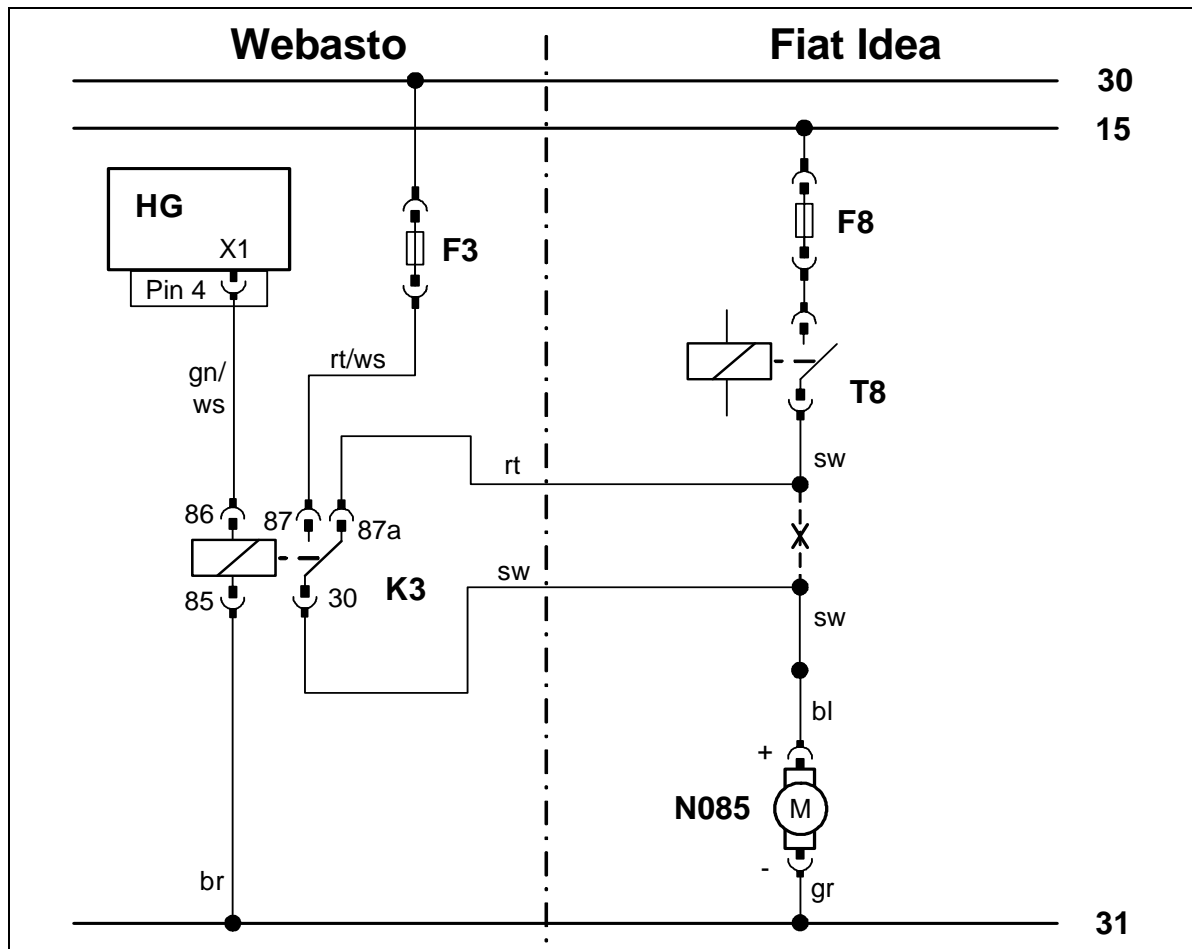 Webasto
Fiat Idea
30
15
HG
X1
Pin 4
F3
F8
rt/ws
gn/
ws
T8
sw
rt
86
87
87a
sw
K3
85
30
sw
bl
+
N085
M
-
br
gr
31